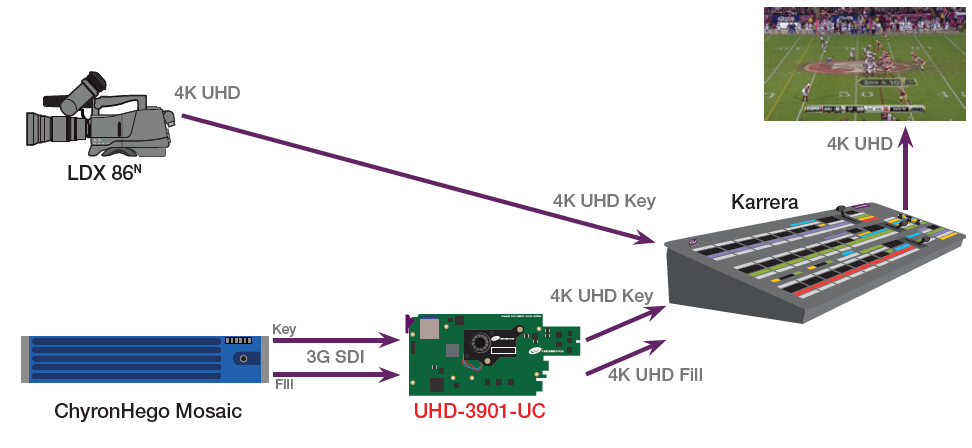 4K UHD
LDX 86ᴺ
4K UHD
4K UHD Key
Karrera
4K UHD Key
Key
3G SDI
Fill
4K UHD Fill
ChyronHego Mosaic
UHD-3901-UC